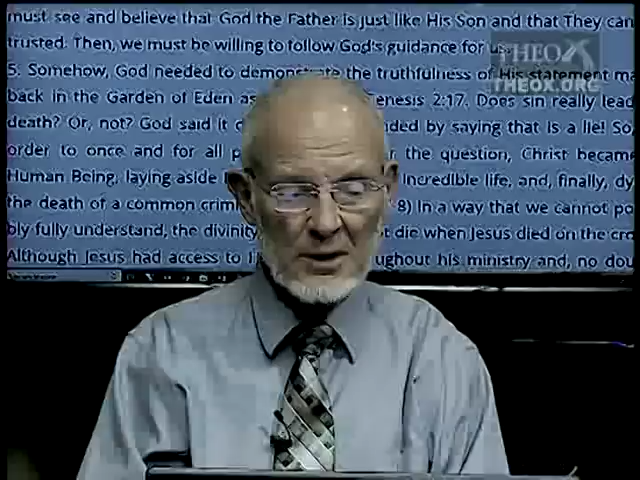 must see and believe that God the Father is just like His Son and that They can
trusted. Then, we must be willing to follow God's guidance for us
THEOX
5. Somehow, God needed to demonstrate the truthfulness of His statement ma
THEOX.ORG
back in the Garden of Eden as enesis 2:17. Does sin really lead
death? Or, not? God said it ded by saying that is a lie! So,
order to once and for all the question, Christ became
Human Being, laying aside incredible life, and, finally, dy
the death of a common crim 8) In a way that we cannot po
bly fully understand, the divinity t die when Jesus died on the cro
Although Jesus had access to ughout his ministry and, no dou